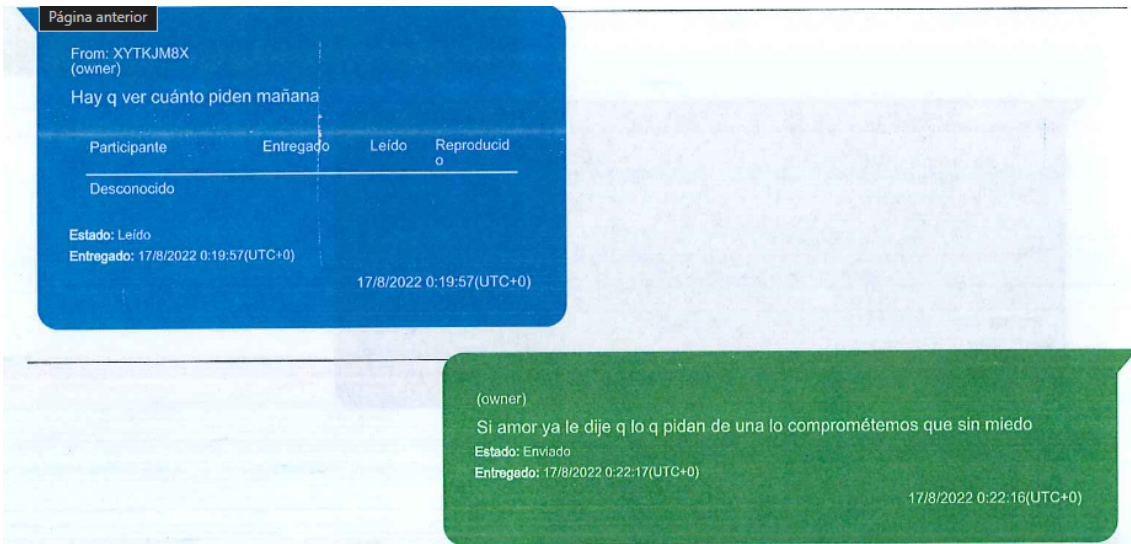 Página anterior
From: XYTKJM8X
(owner)
Hay q ver cuánto piden mañana
Participante Entregado Leído Reproducid
o
Desconocido
Estado: Leído
Entregado: 17/8/2022 0:19:57(UTC+0)
17/8/2022 0:19:57(UTC+0)
(owner)
Si amor ya le dije q lo q pidan de una lo comprométemos que sin miedo
Estado: Enviado
Entregado: 17/8/2022 0:22:17(UTC+0)
17/8/2022 0:22:16(UTC+0)